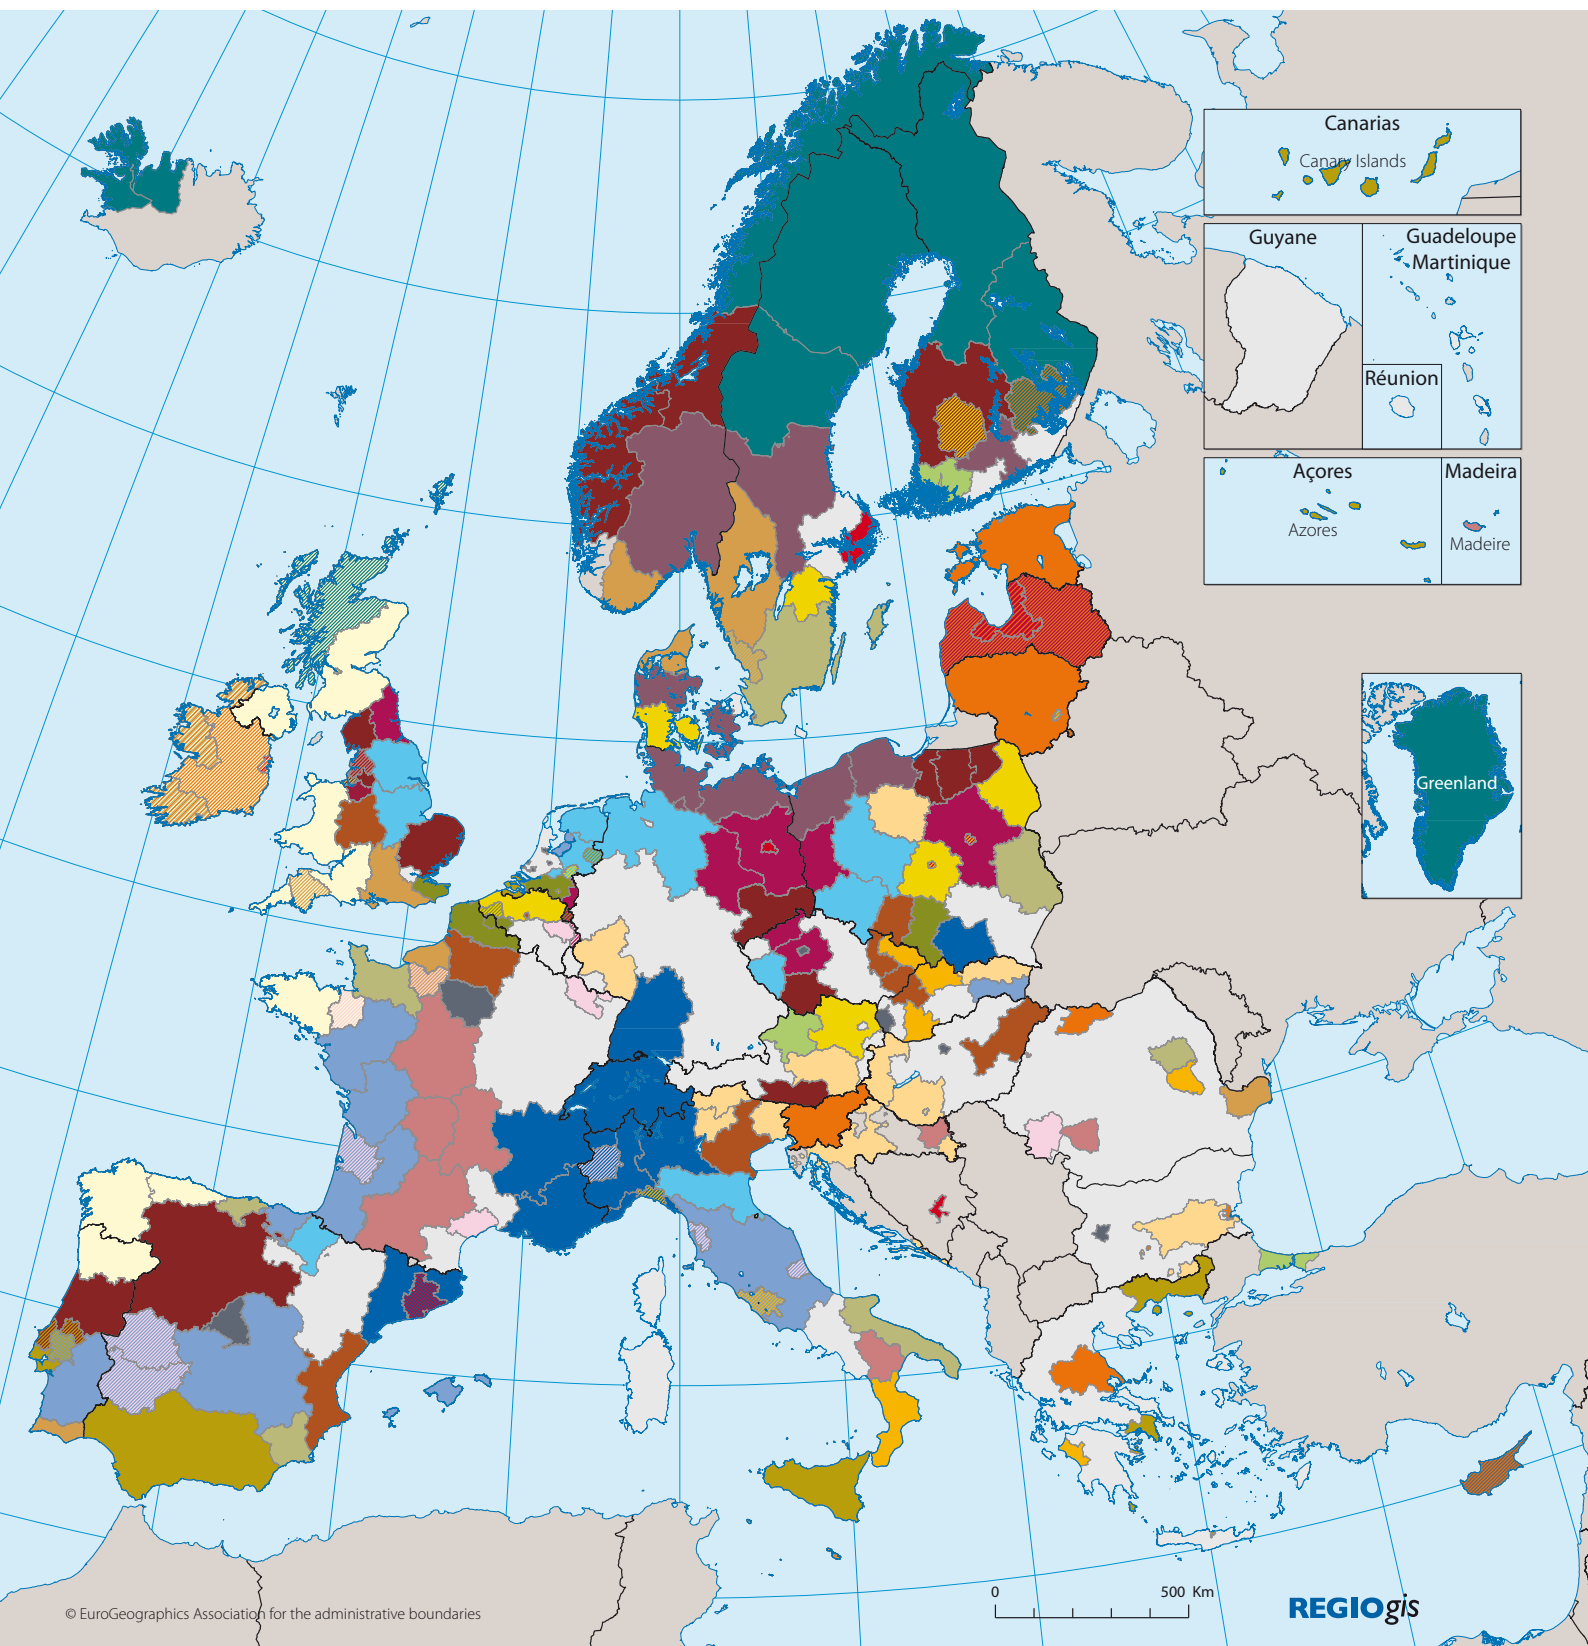 Canarias
Canary Islands
Guyane
Guadeloupe
Martinique
Réunion
Açores
Madeira
Azores
Madeire
Greenland
0 500 Km
© EuroGeographics Association for the administrative boundaries
REGIOgis